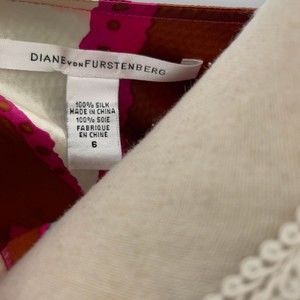 DIANE VON FURSTENBERG
100% SILK
MADE IN CHINA
100% SOIE
FABRIQUE
EN CHINE
6